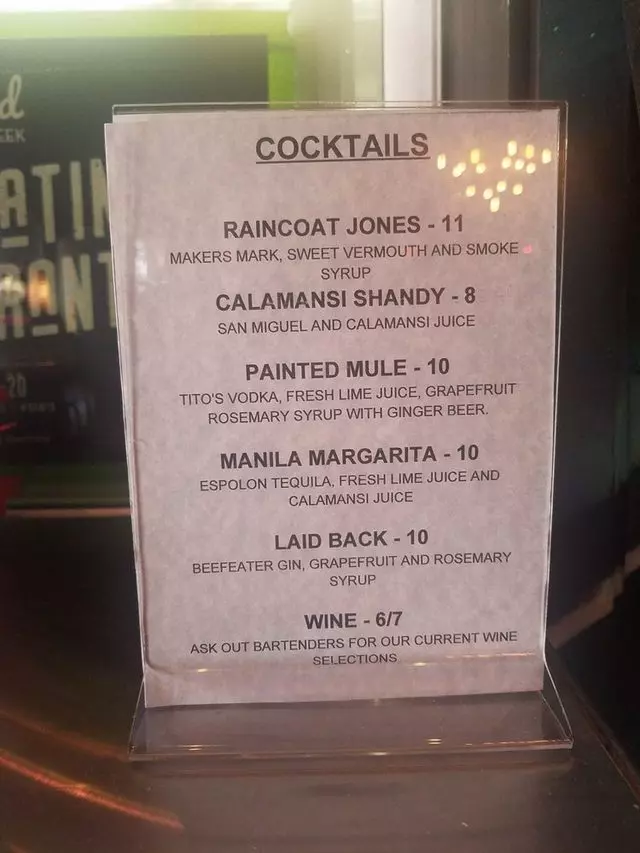 COCKTAILS
RAINCOAT JONES - 11
MAKERS MARK, SWEET VERMOUTH AND SMOKE
SYRUP
CALAMANSI SHANDY - 8
SAN MIGUEL AND CALAMANSI JUICE
PAINTED MULE - 10
TITO'S VODKA, FRESH LIME JUICE, GRAPEFRUIT
ROSEMARY SYRUP WITH GINGER BEER.
MANILA MARGARITA - 10
ESPOLON TEQUILA, FRESH LIME JUICE AND
CALAMANSI JUICE
LAID BACK - 10
BEEFEATER GIN, GRAPEFRUIT AND ROSEMARY
SYRUP
WINE - 6/7
ASK OUT BARTENDERS FOR OUR CURRENT WINE
SELECTIONS